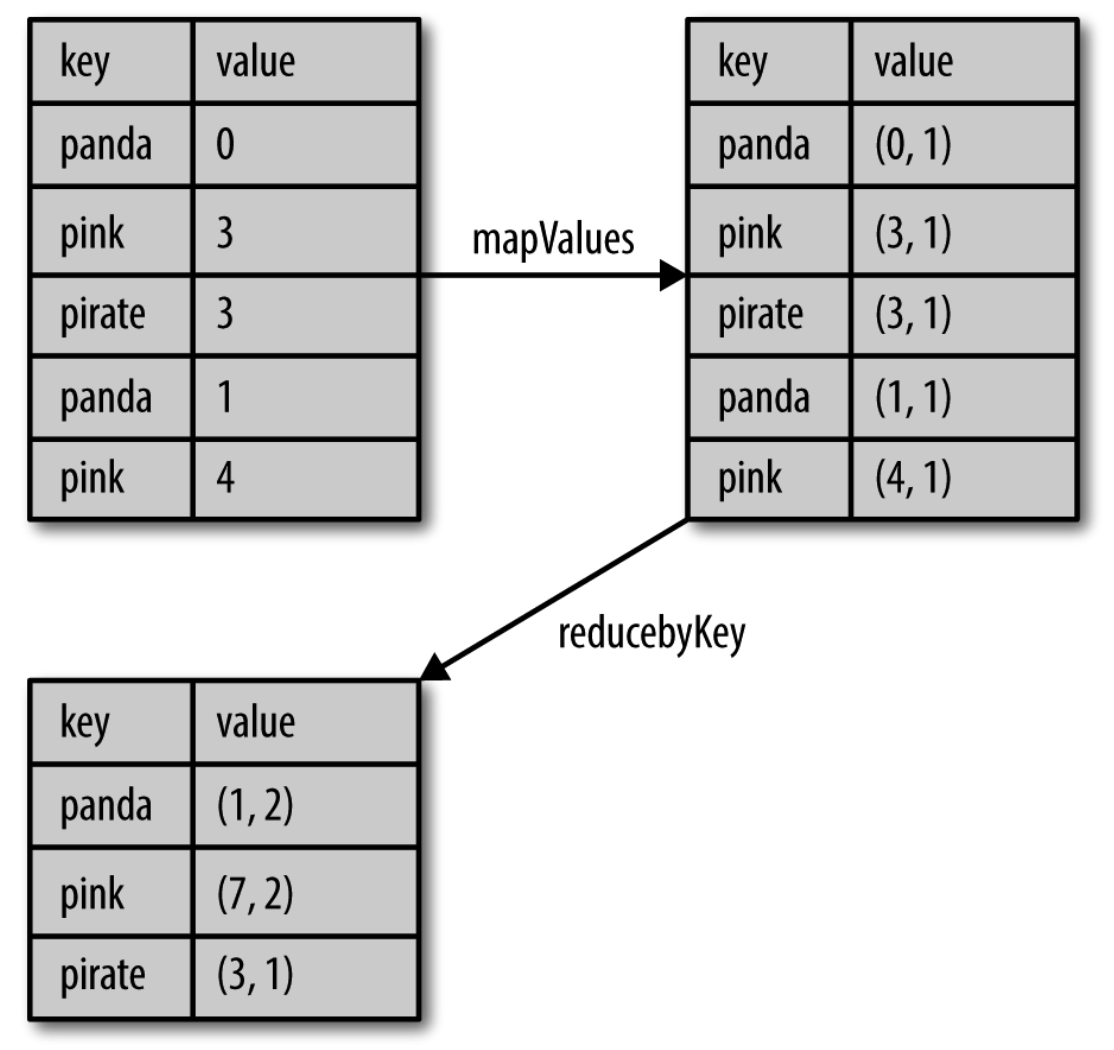 key value
panda 0
pink 3
pirate 3
panda 1
pink 4
mapValues
key value
panda (0, 1)
pink (3, 1)
pirate (3, 1)
panda (1, 1)
pink (4, 1)
reducebyKey
key value
panda (1, 2)
pink (7, 2)
pirate (3, 1)